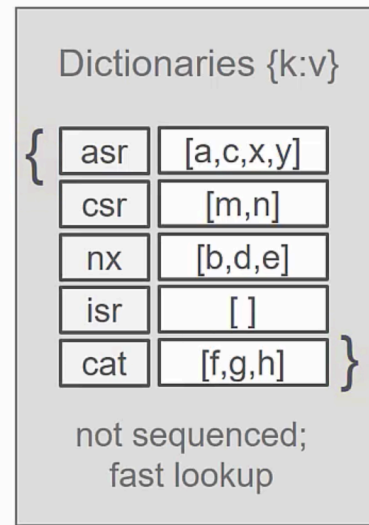 Dictionaries {k:v}
{ asr [a,c,x,y]
csr [m,n]
nx [b,d,e]
isr [ ]
cat [f,g,h] }
not sequenced;
fast lookup